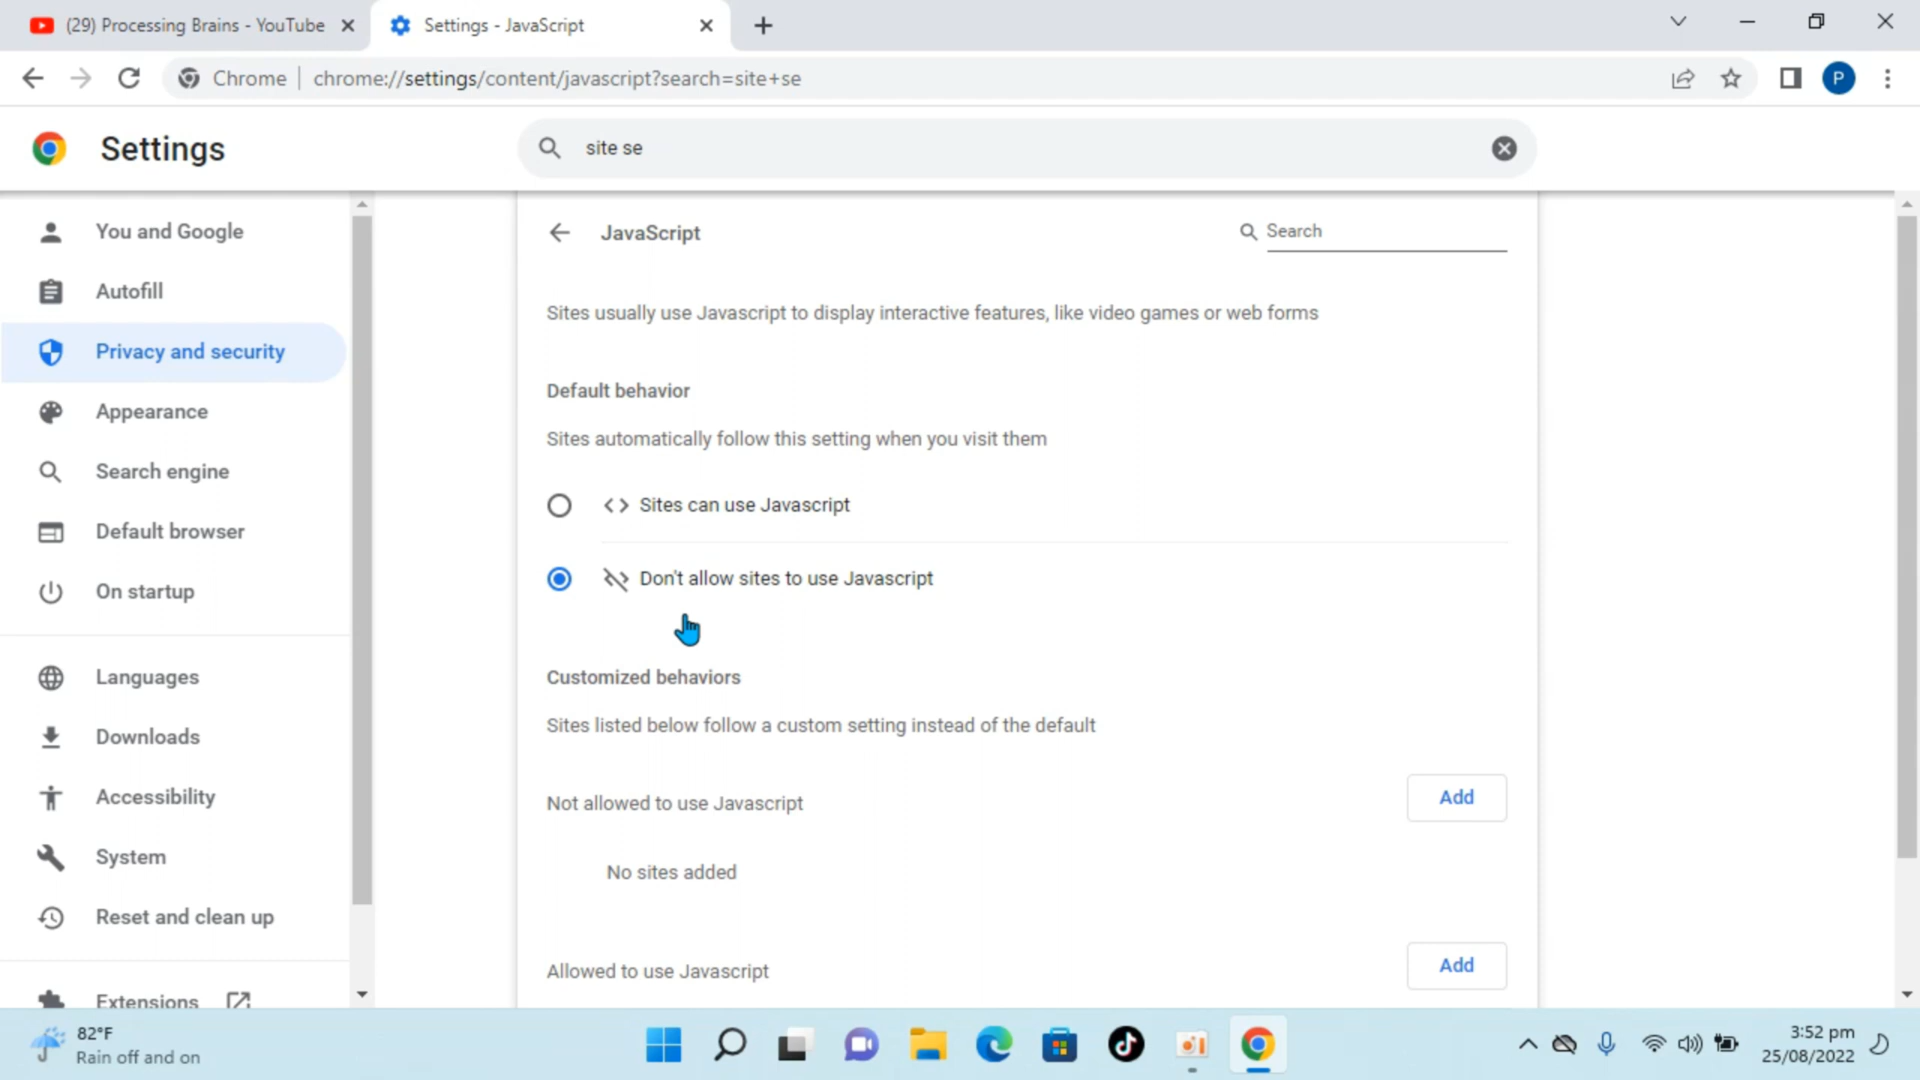 (29) Processing Brains - YouTube
Settings - JavaScript
Chrome
chrome://settings/content/javascript?search=site+se
P
Settings
site se
You and Google
Autofill
Privacy and security
Appearance
Search engine
Default browser
On startup
Languages
Downloads
Accessibility
System
Reset and clean up
Extensions
JavaScript
Search
Sites usually use Javascript to display interactive features, like video games or web forms
Default behavior
Sites automatically follow this setting when you visit them
Sites can use Javascript
Don't allow sites to use Javascript
Customized behaviors
Sites listed below follow a custom setting instead of the default
Not allowed to use Javascript
Add
No sites added
Allowed to use Javascript
Add
82°F
Rain off and on
3:52 pm
25/08/2022